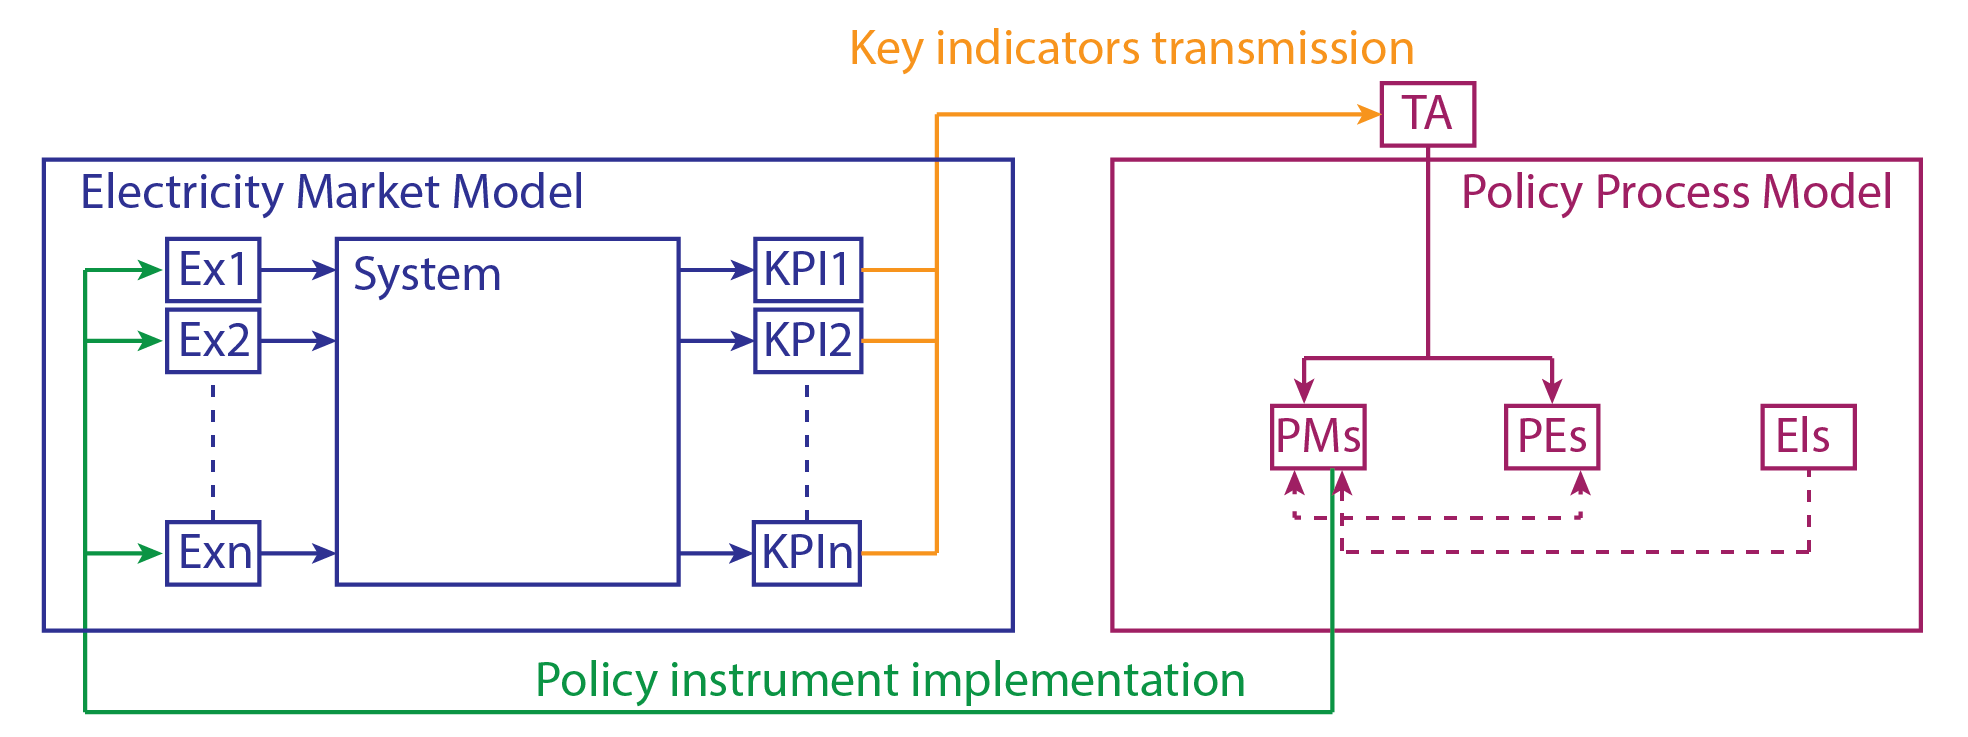 Key indicators transmission
TA
Electricity Market Model
Policy Process Model
Ex1
System
KPI1
Ex2
KPI2
PMs
PEs
Els
Exn
KPIn
Policy instrument implementation